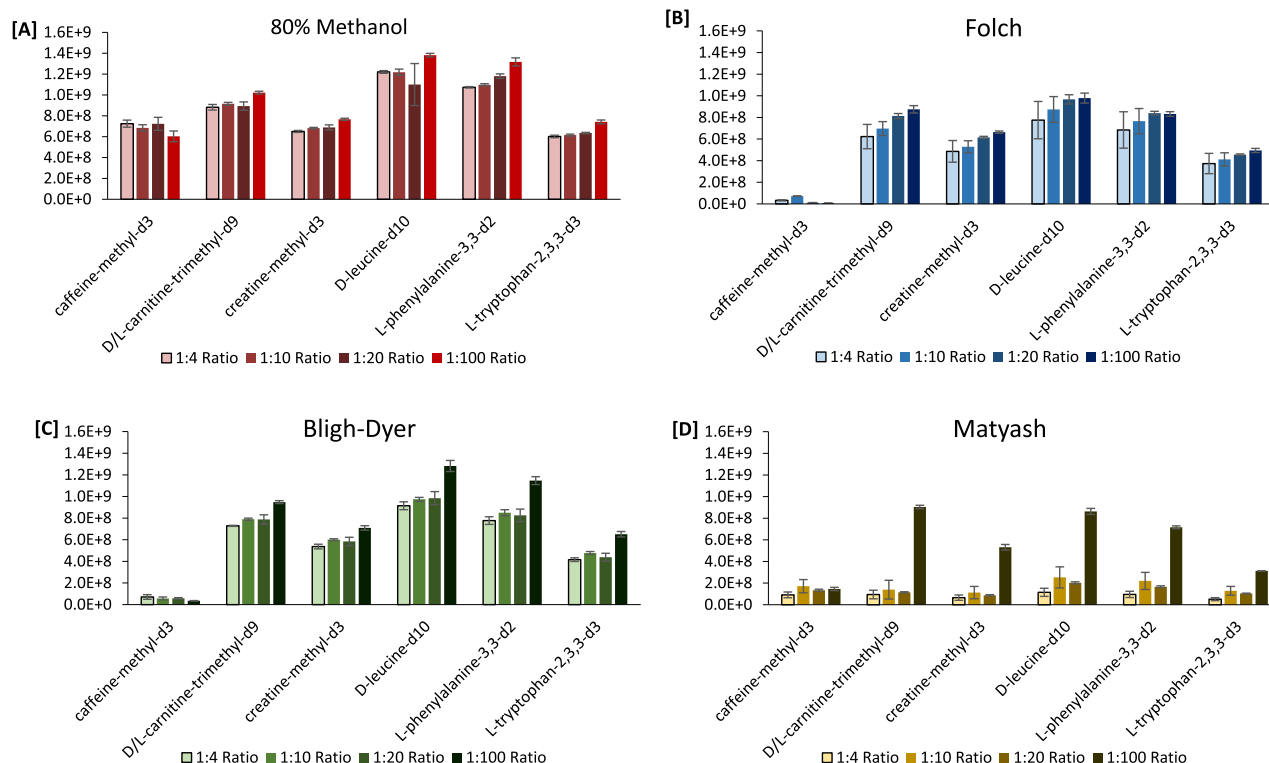 [A]
80% Methanol
1.6E+9
1.4E+9
1.2E+9
1.0E+9
8.0E+8
6.0E+8
4.0E+8
2.0E+8
0.0E+0
caffeine-methyl-d3
D/L-carnitine-trimethyl-d9
creatine-methyl-d3
D-leucine-d10
L-phenylalanine-3,3-d2
L-tryptophan-2,3,3-d3
1:4 Ratio 1:10 Ratio 1:20 Ratio 1:100 Ratio
[B]
Folch
1.6E+9
1.4E+9
1.2E+9
1.0E+9
8.0E+8
6.0E+8
4.0E+8
2.0E+8
0.0E+0
caffeine-methyl-d3
D/L-carnitine-trimethyl-d9
creatine-methyl-d3
D-leucine-d10
L-phenylalanine-3,3-d2
L-tryptophan-2,3,3-d3
1:4 Ratio 1:10 Ratio 1:20 Ratio 1:100 Ratio
[C]
Bligh-Dyer
1.6E+9
1.4E+9
1.2E+9
1.0E+9
8.0E+8
6.0E+8
4.0E+8
2.0E+8
0.0E+0
caffeine-methyl-d3
D/L-carnitine-trimethyl-d9
creatine-methyl-d3
D-leucine-d10
L-phenylalanine-3,3-d2
L-tryptophan-2,3,3-d3
1:4 Ratio 1:10 Ratio 1:20 Ratio 1:100 Ratio
[D]
Matyash
1.6E+9
1.4E+9
1.2E+9
1.0E+9
8.0E+8
6.0E+8
4.0E+8
2.0E+8
0.0E+0
caffeine-methyl-d3
D/L-carnitine-trimethyl-d9
creatine-methyl-d3
D-leucine-d10
L-phenylalanine-3,3-d2
L-tryptophan-2,3,3-d3
1:4 Ratio 1:10 Ratio 1:20 Ratio 1:100 Ratio